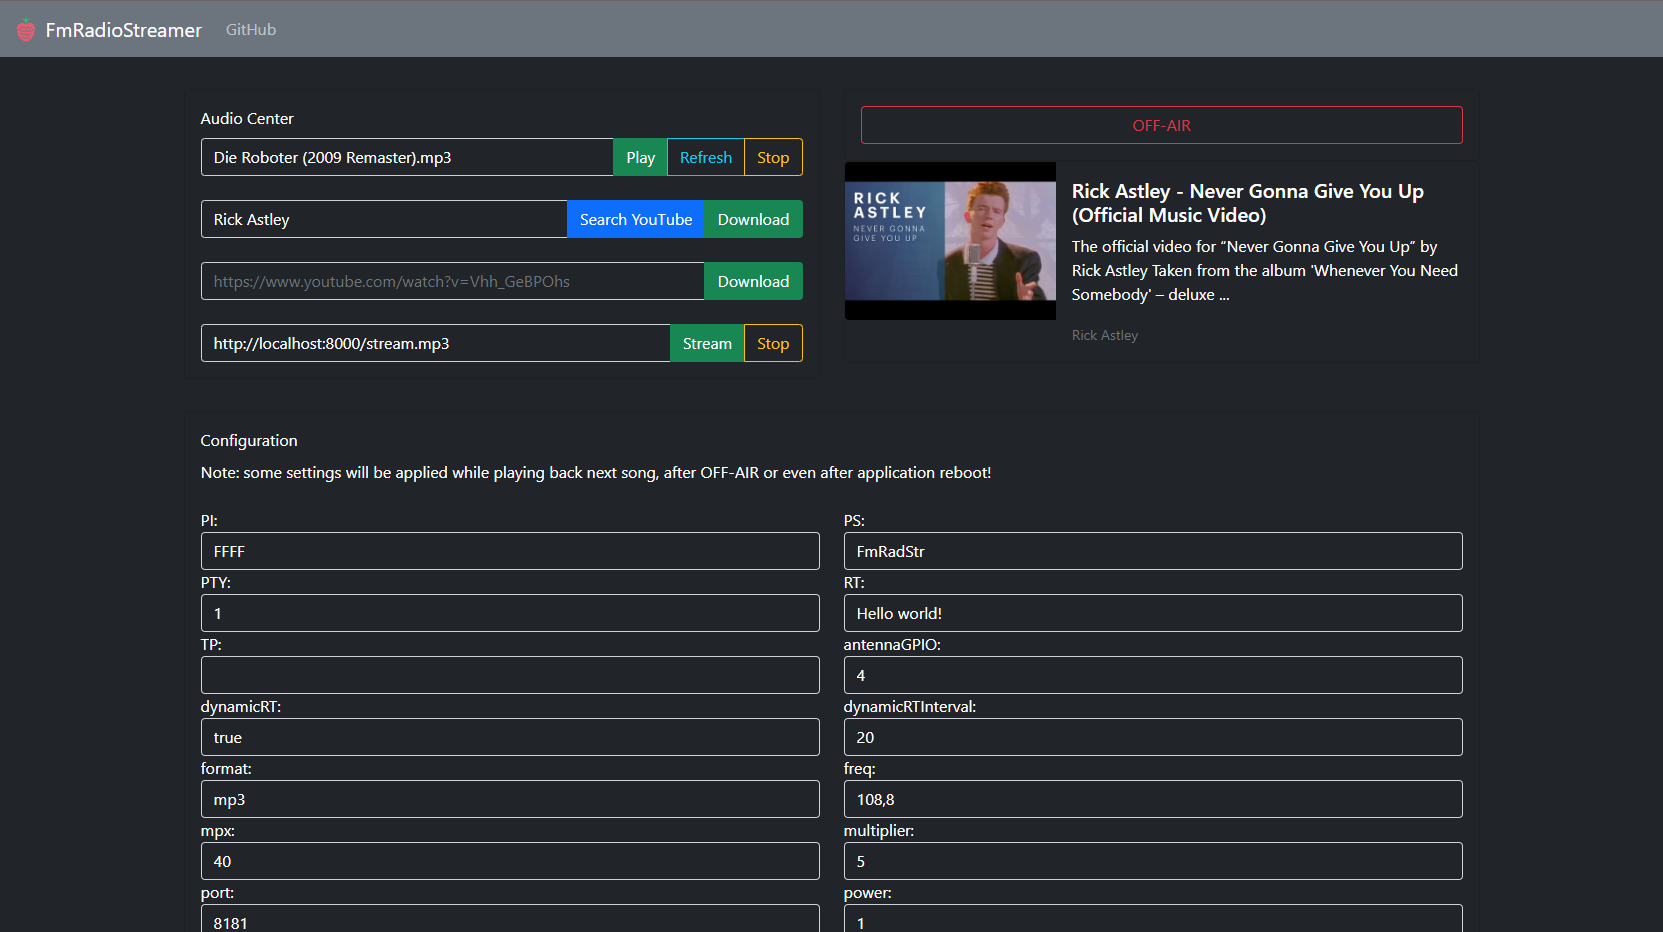 FmRadioStreamer GitHub
Audio Center
Die Roboter (2009 Remaster).mp3 Play Refresh Stop
Rick Astley Search YouTube Download
https://www.youtube.com/watch?v=Vhh_GeBPOhs Download
http://localhost:8000/stream.mp3 Stream Stop
OFF-AIR
RICK
ASTLEY
NEVER GONNA
GIVE YOU UP
Rick Astley - Never Gonna Give You Up
(Official Music Video)
The official video for “Never Gonna Give You Up” by
Rick Astley Taken from the album 'Whenever You Need
Somebody' – deluxe ...
Rick Astley
Configuration
Note: some settings will be applied while playing back next song, after OFF-AIR or even after application reboot!
PI: PS:
FFFF FmRadStr
PTY: RT:
1 Hello world!
TP: antennaGPIO:
4
dynamicRT: dynamicRTInterval:
true 20
format: freq:
mp3 108,8
mpx: multiplier:
40 5
port: power:
8181 1